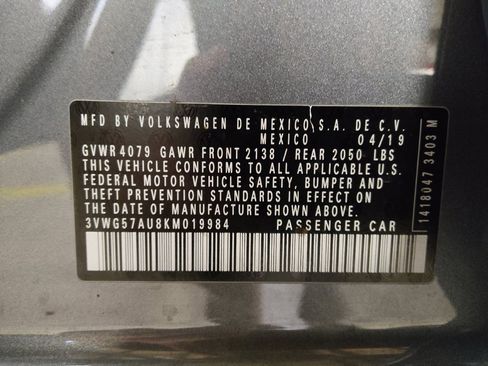 MFD BY VOLKSWAGEN DE MEXICO S.A. DE C.V.
MEXICO 04/19
GVWR 4079 GAWR FRONT 2138 / REAR 2050 LBS
THIS VEHICLE CONFORMS TO ALL APPLICABLE U.S.
FEDERAL MOTOR VEHICLE SAFETY, BUMPER AND
THEFT PREVENTION STANDARDS IN EFFECT ON THE
DATE OF MANUFACTURE SHOWN ABOVE.
3VWG57AU8KM019984 PASSENGER CAR
1418047 3403 M